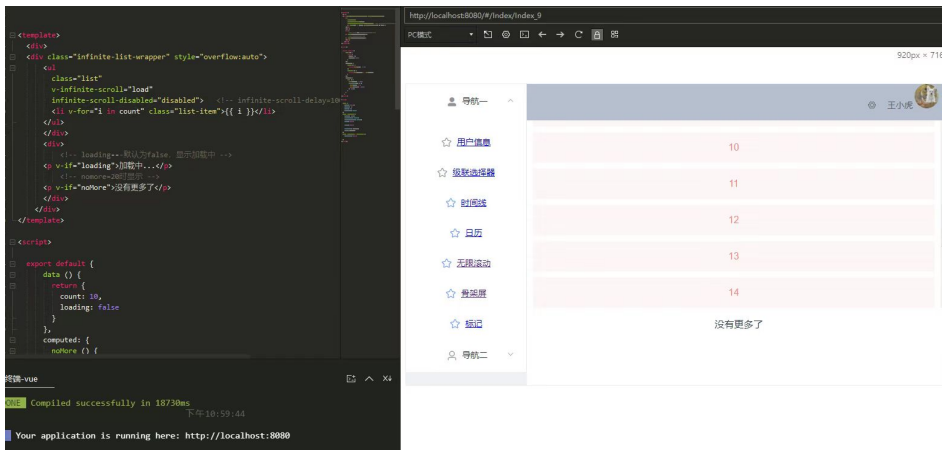 <template>
<div>
<div class="infinite-list-wrapper" style="overflow:auto">
<ul
class="list"
v-infinite-scroll="load"
infinite-scroll-disabled="disabled"> <!-- infinite-scroll-delay=10
<li v-for="i in count" class="list-item">{{ i }}</li>
</ul>
</div>
<div>
<!-- loading---默认为false，显示加载中 -->
<p v-if="loading">加载中...</p>
<!-- nomore=20时显示 -->
<p v-if="noMore">没有更多了</p>
</div>
</div>
</template>
<script>
export default {
data () {
return {
count: 10,
loading: false
}
},
computed: {
noMore () {
终端-vue
DONE Compiled successfully in 18730ms
下午10:59:44
Your application is running here: http://localhost:8080
http://localhost:8080/#/Index/Index_9
PC模式
920px × 716
导航一
王小虎
用户信息
级联选择器
时间线
日历
无限滚动
骨架屏
标记
导航二
10
11
12
13
14
没有更多了